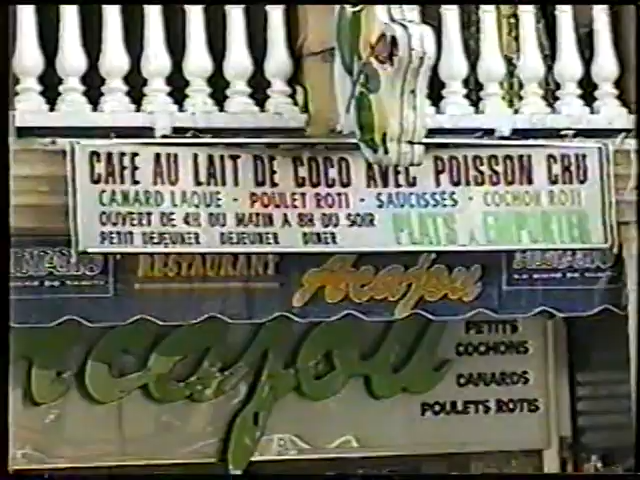 CAFE AU LAIT DE COCO AVEC POISSON CRU
CANARD LAQUE - POULET ROTI - SAUCISSES - COCHON ROTI
OUVERT DE 4H DU MATIN A 8H DU SOIR
PLATS A EMPORTER
PETIT DEJEUNER DEJEUNER DINER
RESTAURANT
Acajou
Acajou
PETITS
COCHONS
CANARDS
POULETS ROTIS